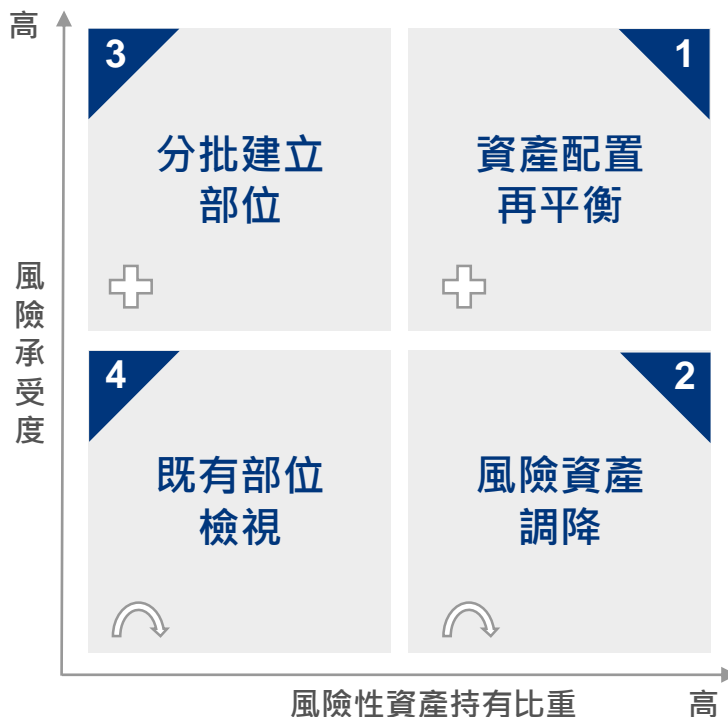 高
3
分批建立
部位
1
資產配置
再平衡
風險承受度
4
既有部位
檢視
2
風險資產
調降
風險性資產持有比重
高